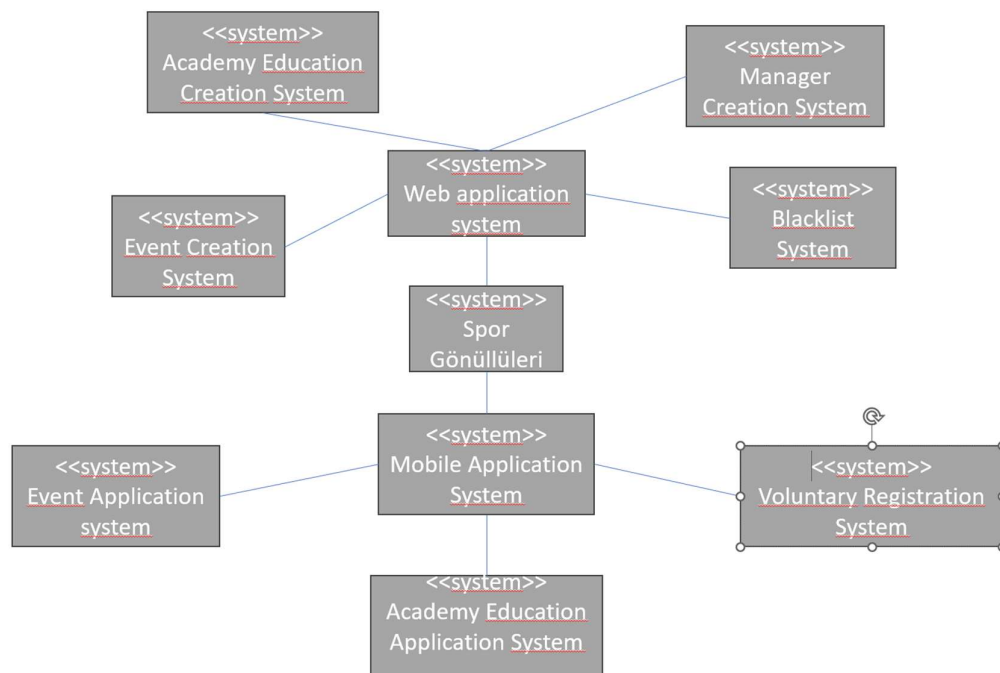 <<system>>
Academy Education
Creation System
<<system>>
Manager
Creation System
<<system>>
Web application
system
<<system>>
Event Creation
System
<<system>>
Blacklist
System
<<system>>
Spor
Gönüllüleri
<<system>>
Mobile Application
System
<<system>>
Event Application
system
<<system>>
Voluntary Registration
System
<<system>>
Academy Education
Application System